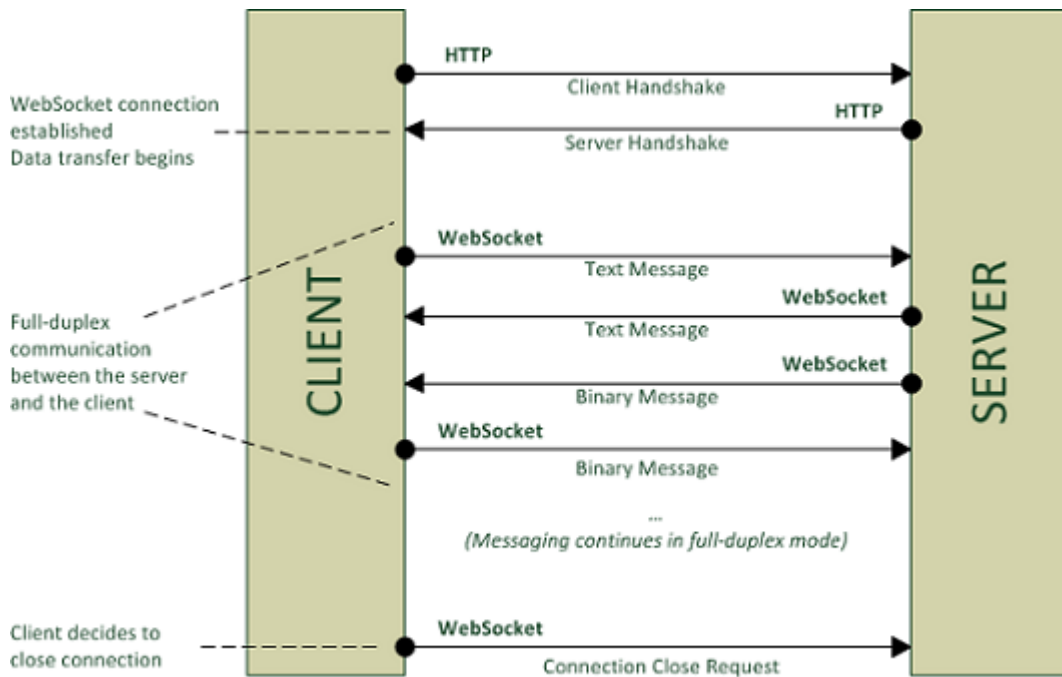 HTTP
Client Handshake
WebSocket connection
established
Data transfer begins
HTTP
Server Handshake
WebSocket
Text Message
WebSocket
Text Message
Full-duplex
communication
between the server
and the client
CLIENT
SERVER
WebSocket
Binary Message
WebSocket
Binary Message
...
(Messaging continues in full-duplex mode)
Client decides to
close connection
WebSocket
Connection Close Request